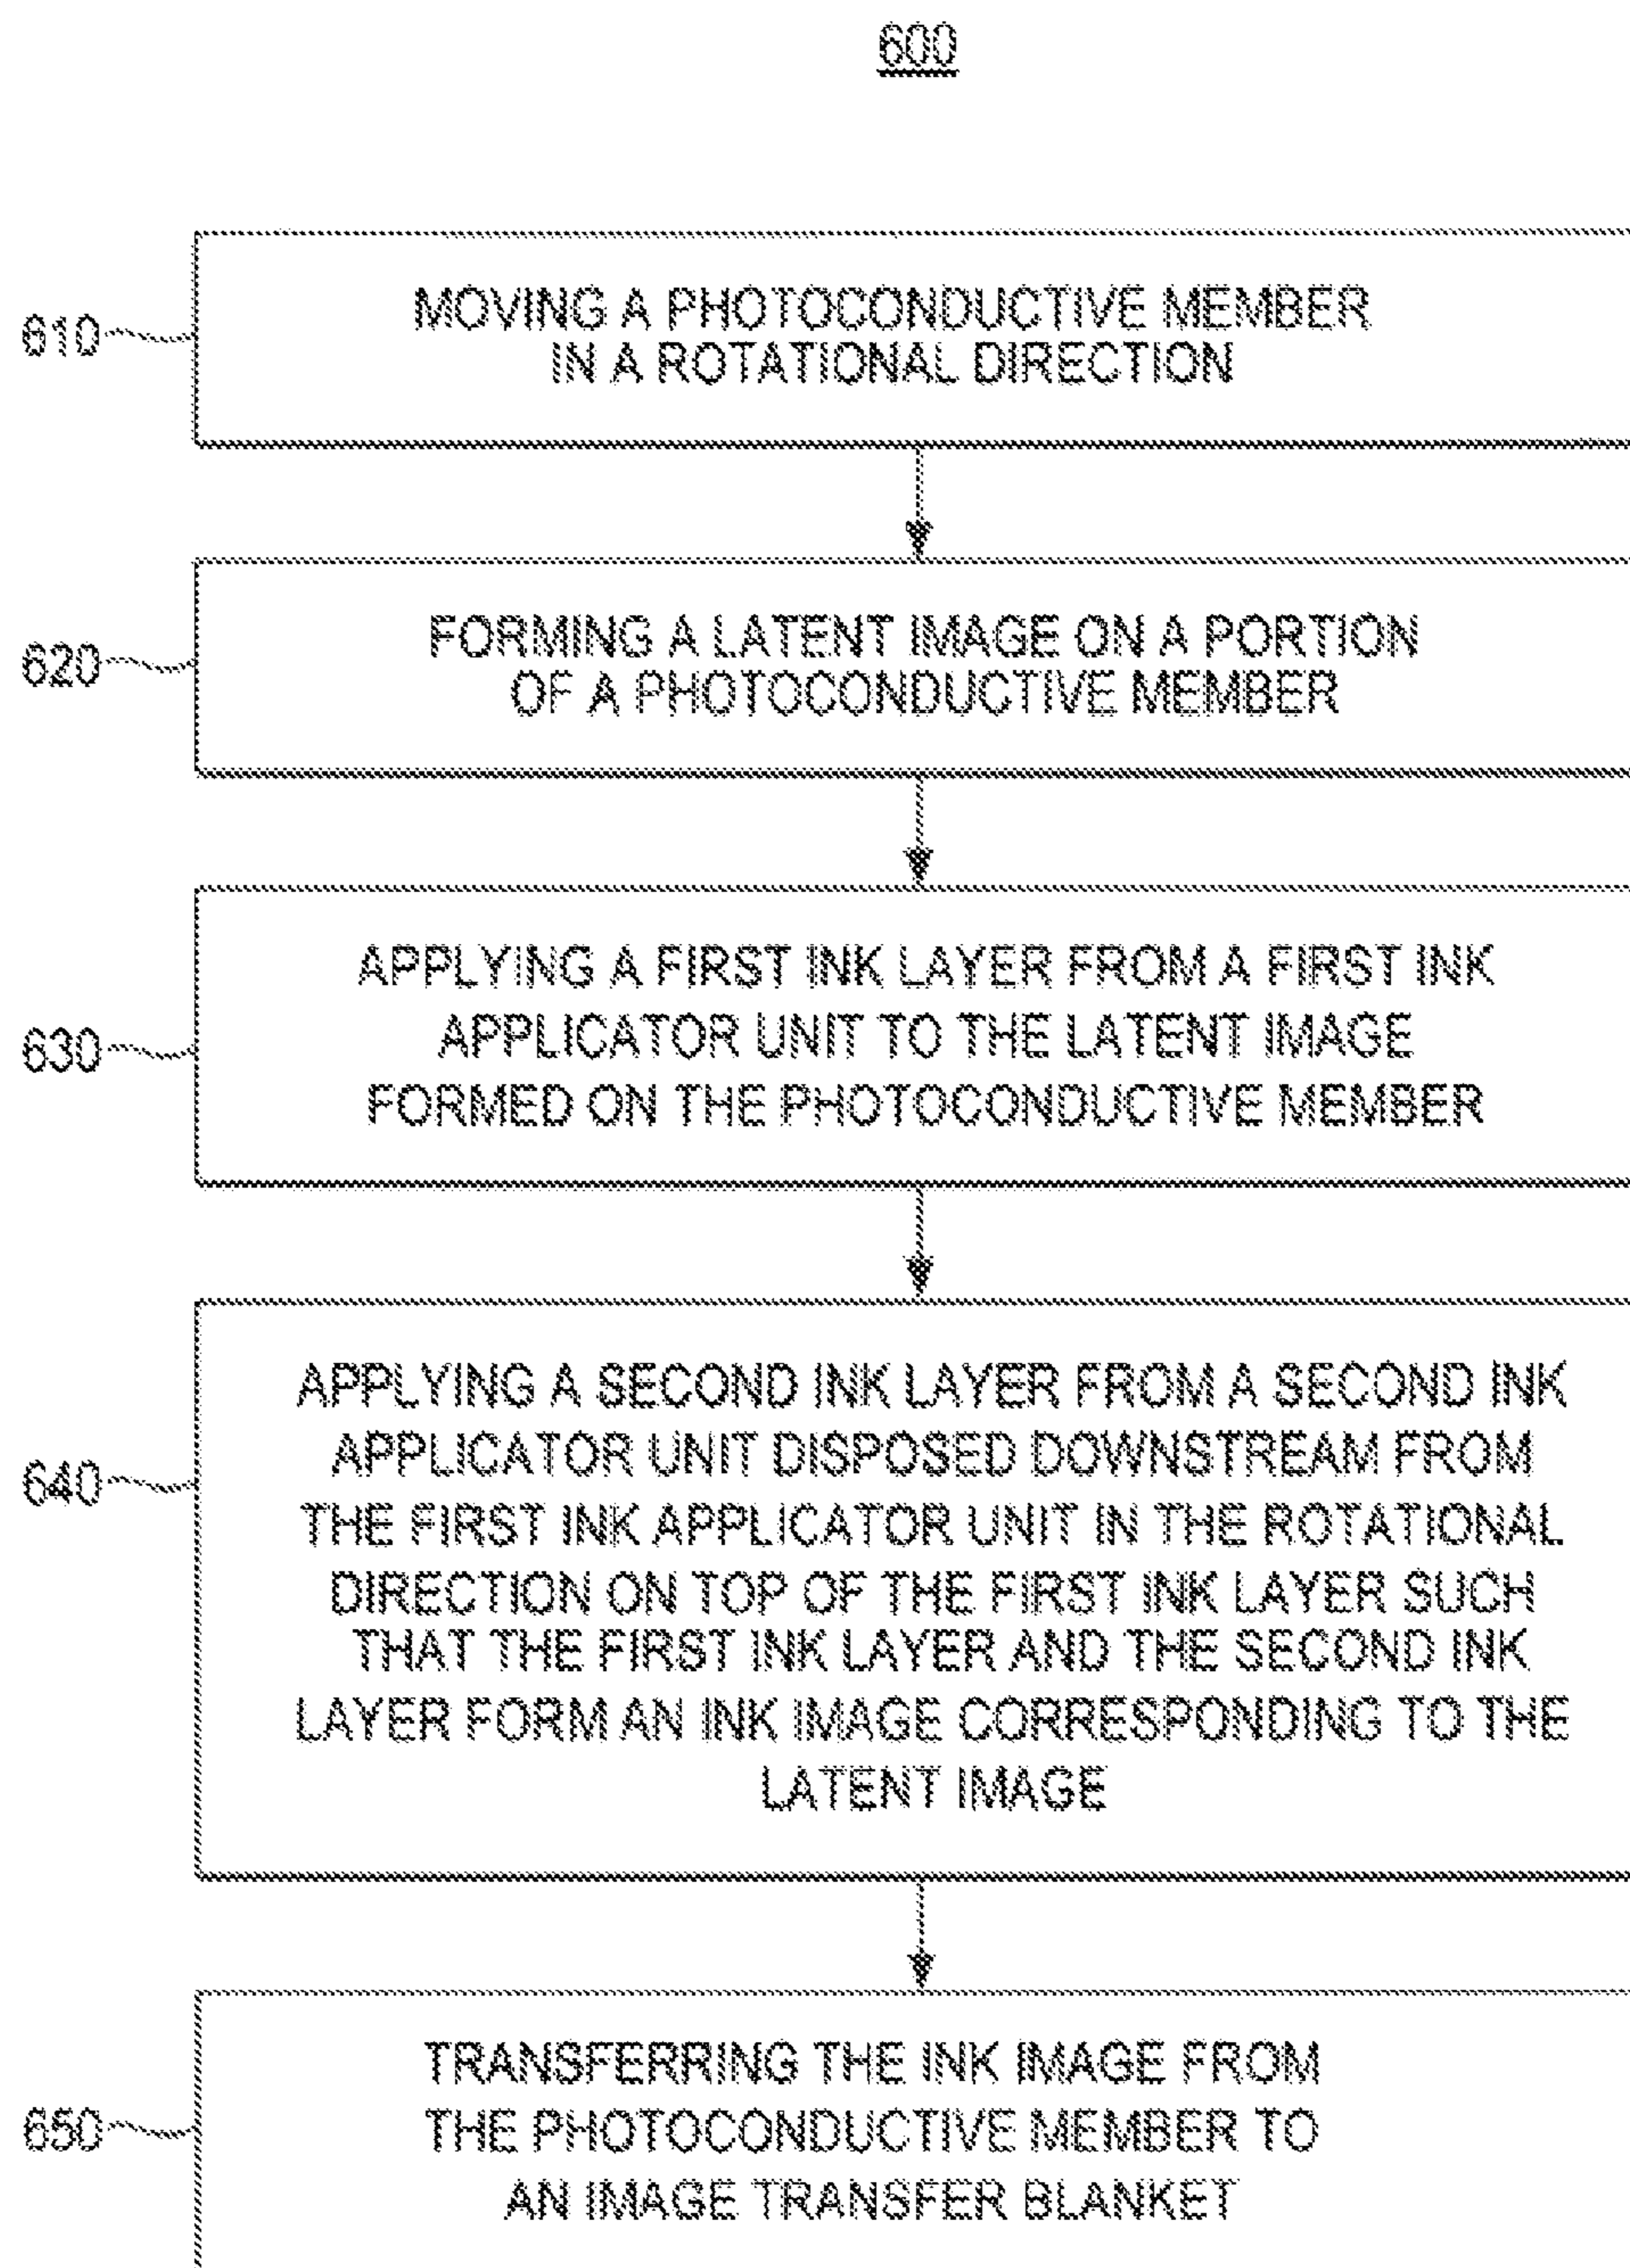 600
610
MOVING A PHOTOCONDUCTIVE MEMBER
IN A ROTATIONAL DIRECTION
620
FORMING A LATENT IMAGE ON A PORTION
OF A PHOTOCONDUCTIVE MEMBER
630
APPLYING A FIRST INK LAYER FROM A FIRST INK
APPLICATOR UNIT TO THE LATENT IMAGE
FORMED ON THE PHOTOCONDUCTIVE MEMBER
640
APPLYING A SECOND INK LAYER FROM A SECOND INK
APPLICATOR UNIT DISPOSED DOWNSTREAM FROM
THE FIRST INK APPLICATOR UNIT IN THE ROTATIONAL
DIRECTION ON TOP OF THE FIRST INK LAYER SUCH
THAT THE FIRST INK LAYER AND THE SECOND INK
LAYER FORM AN INK IMAGE CORRESPONDING TO THE
LATENT IMAGE
650
TRANSFERRING THE INK IMAGE FROM
THE PHOTOCONDUCTIVE MEMBER TO
AN IMAGE TRANSFER BLANKET